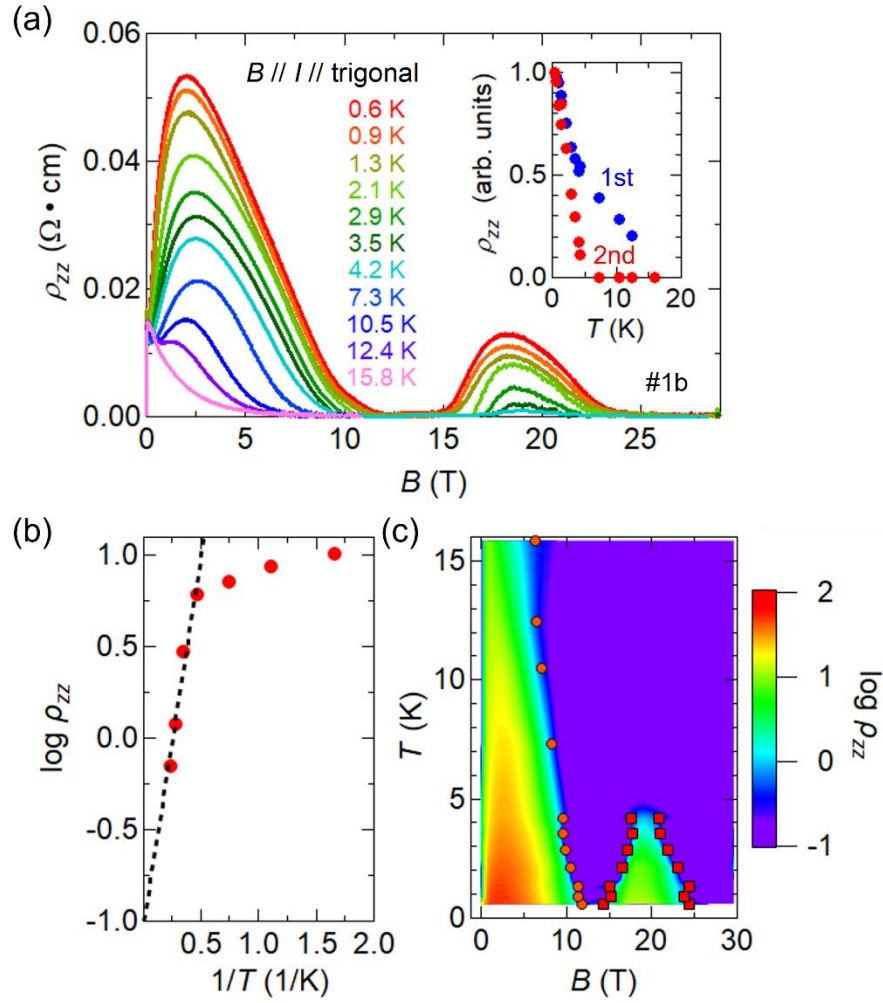 (a)
0.06
0.04
0.02
0.00
ρzz (Ω • cm)
B // I // trigonal
0.6 K
0.9 K
1.3 K
2.1 K
2.9 K
3.5 K
4.2 K
7.3 K
10.5 K
12.4 K
15.8 K
1.0
0.5
0.0
ρzz (arb. units)
1st
2nd
0
10
20
T (K)
#1b
0
5
10
15
20
25
B (T)
(b)
1.0
0.5
0.0
-0.5
-1.0
log ρzz
0.5
1.0
1.5
2.0
1/T (1/K)
(c)
15
10
5
0
T (K)
0
10
20
30
B (T)
2
1
0
-1
log ρzz